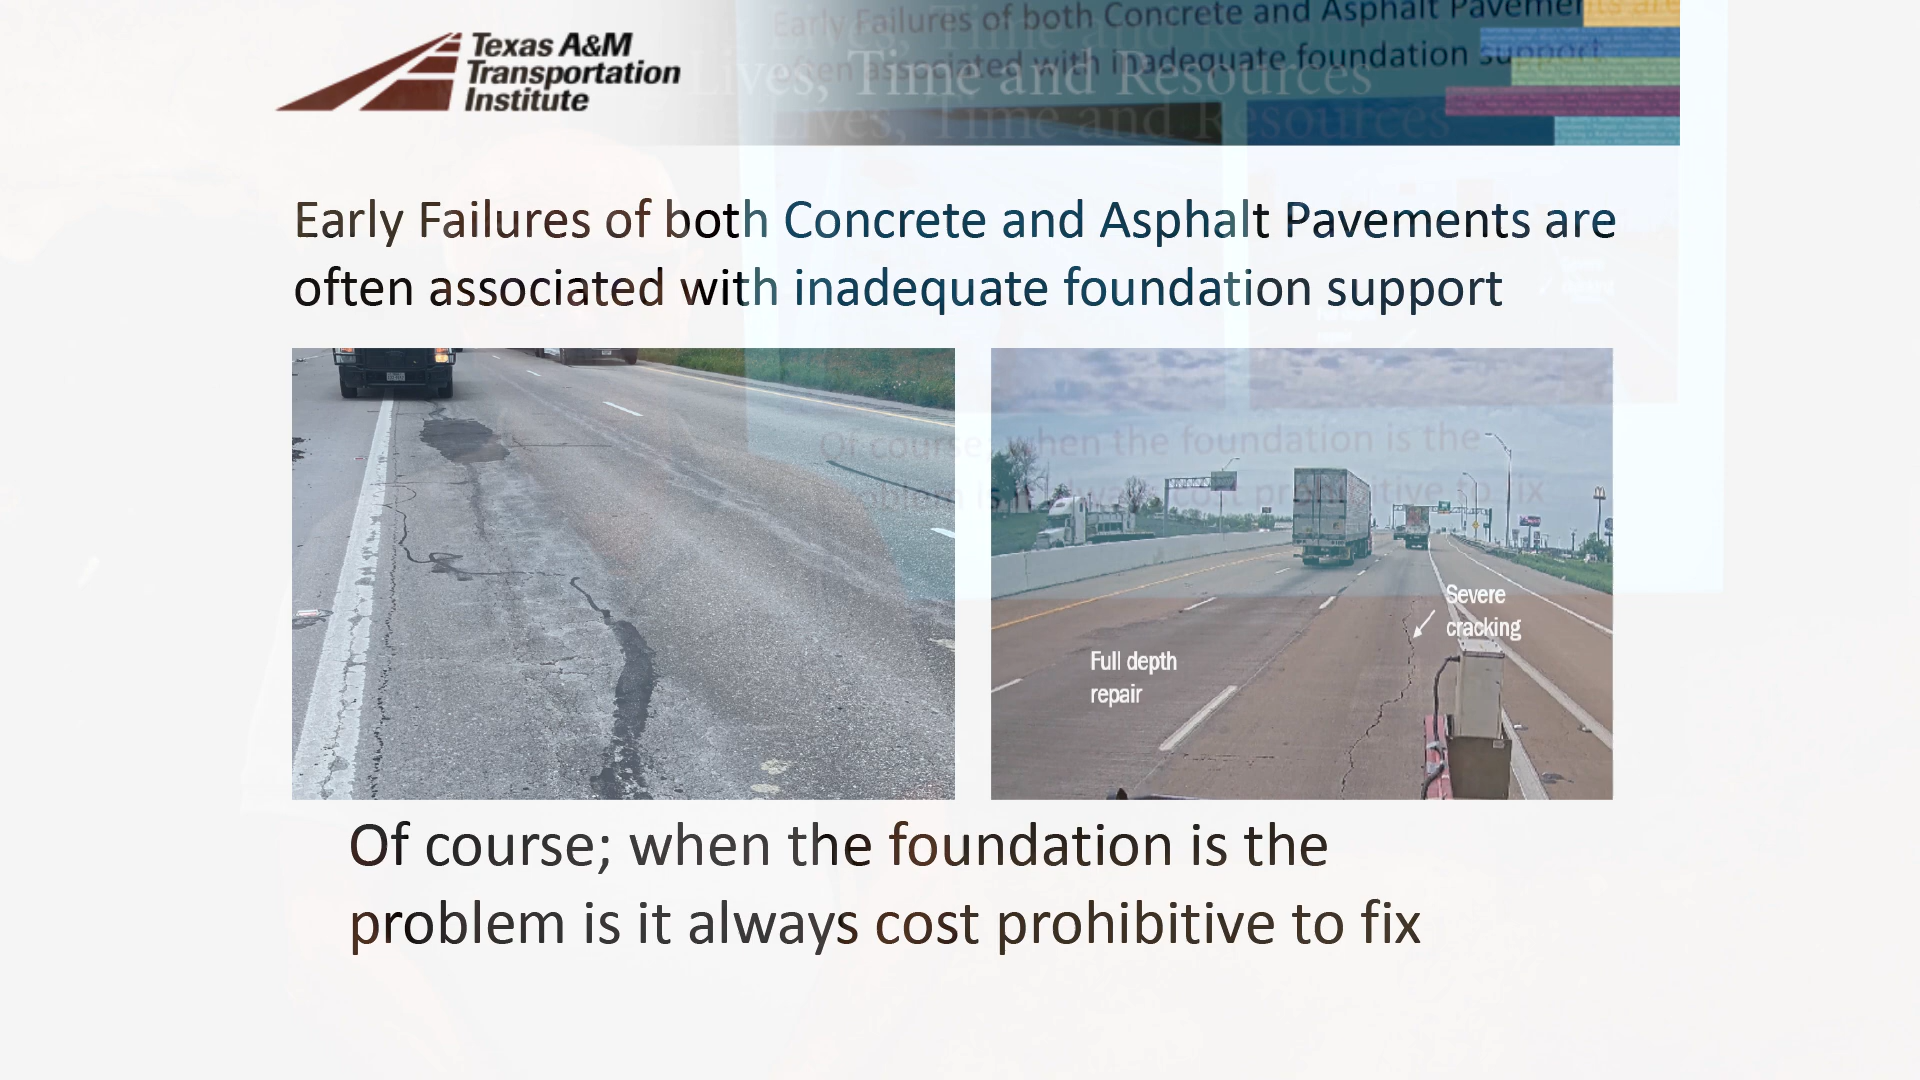 Texas A&M
Transportation
Institute
Lives, Time and Resources
Early Failures of both Concrete and Asphalt Pavements are
often associated with inadequate foundation support
Severe
cracking
Full depth
repair
Of course; when the foundation is the
problem is it always cost prohibitive to fix